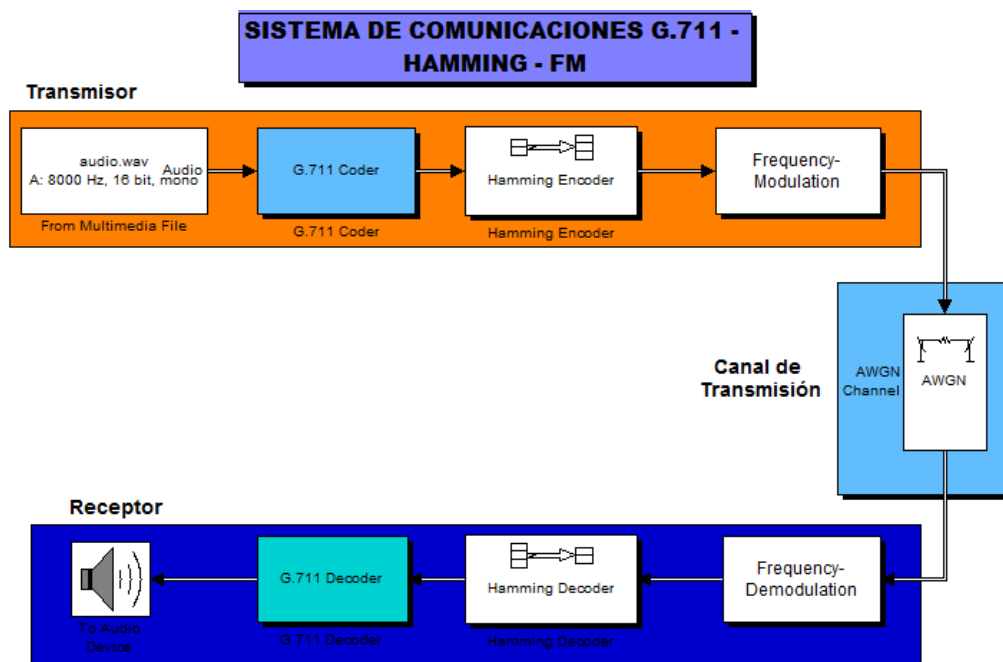 SISTEMA DE COMUNICACIONES G.711 -
HAMMING - FM
Transmisor
audio.wav
A: 8000 Hz, 16 bit, mono
Audio
From Multimedia File
G.711 Coder
G.711 Coder
Hamming Encoder
Hamming Encoder
Frequency-
Modulation
Canal de
Transmisión
AWGN
Channel
AWGN
Receptor
To Audio
Device
G.711 Decoder
G.711 Decoder
Hamming Decoder
Hamming Decoder
Frequency-
Demodulation